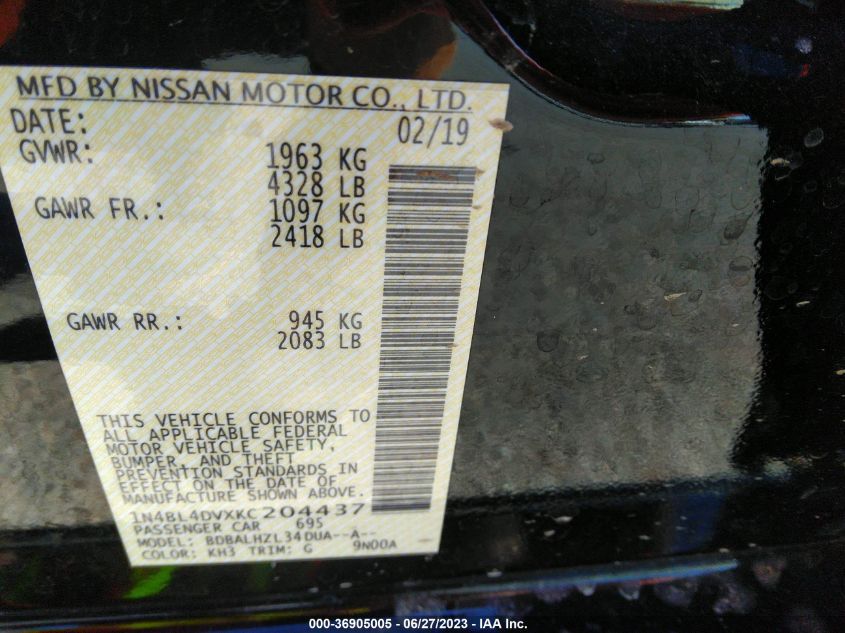 MFD BY NISSAN MOTOR CO., LTD.
DATE: 02/19
GVWR: 1963 KG
4328 LB
GAWR FR.: 1097 KG
2418 LB
GAWR RR.: 945 KG
2083 LB
THIS VEHICLE CONFORMS TO
ALL APPLICABLE FEDERAL
MOTOR VEHICLE SAFETY,
BUMPER, AND THEFT
PREVENTION STANDARDS IN
EFFECT ON THE DATE OF
MANUFACTURE SHOWN ABOVE.
1N4BL4DVXKC204437
PASSENGER CAR 695
MODEL: BDBALHZL34DUA--A--
COLOR: KH3 TRIM: G 9N00A
000-36905005 - 06/27/2023 - IAA Inc.